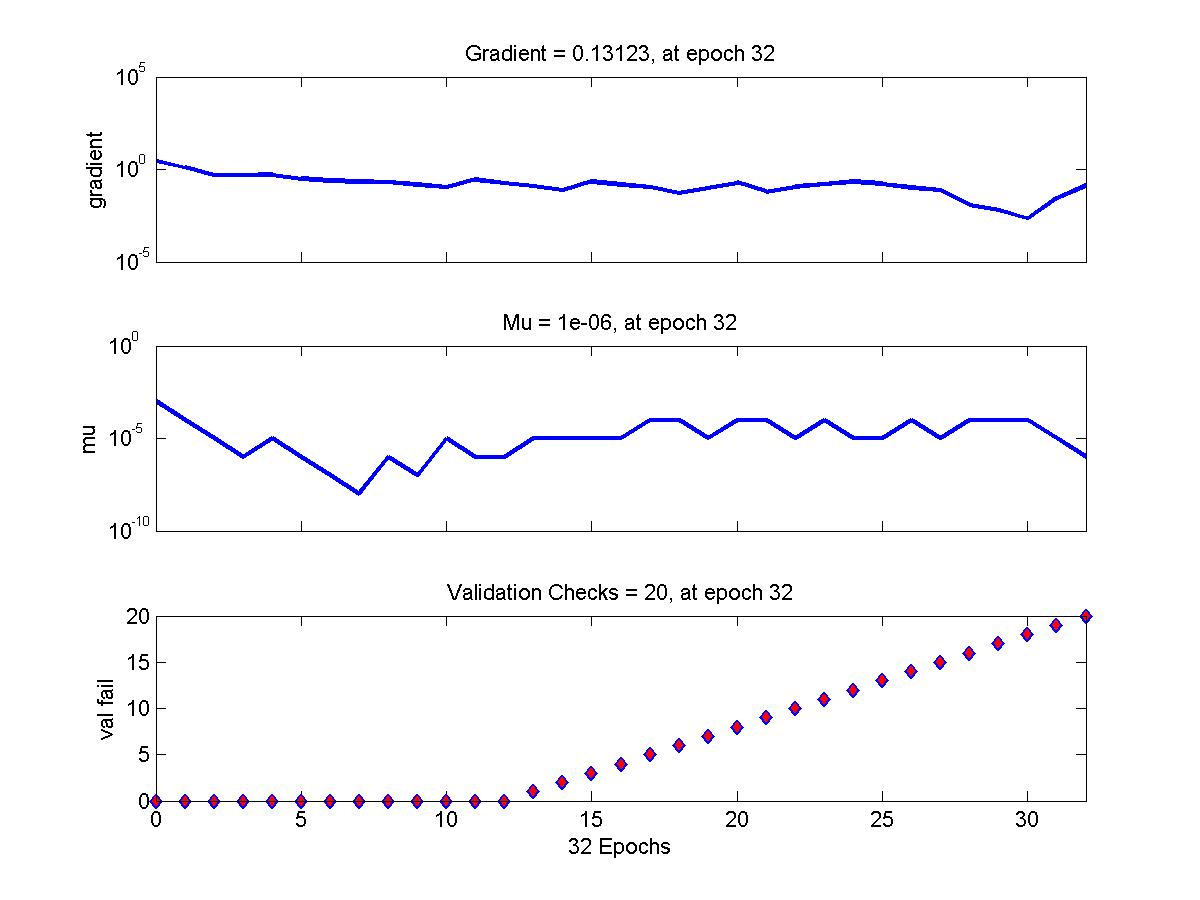 Gradient = 0.13123, at epoch 32
10^5
10^0
10^-5
gradient
Mu = 1e-06, at epoch 32
10^0
10^-5
10^-10
mu
Validation Checks = 20, at epoch 32
20
15
10
5
0
val fail
0 5 10 15 20 25 30
32 Epochs